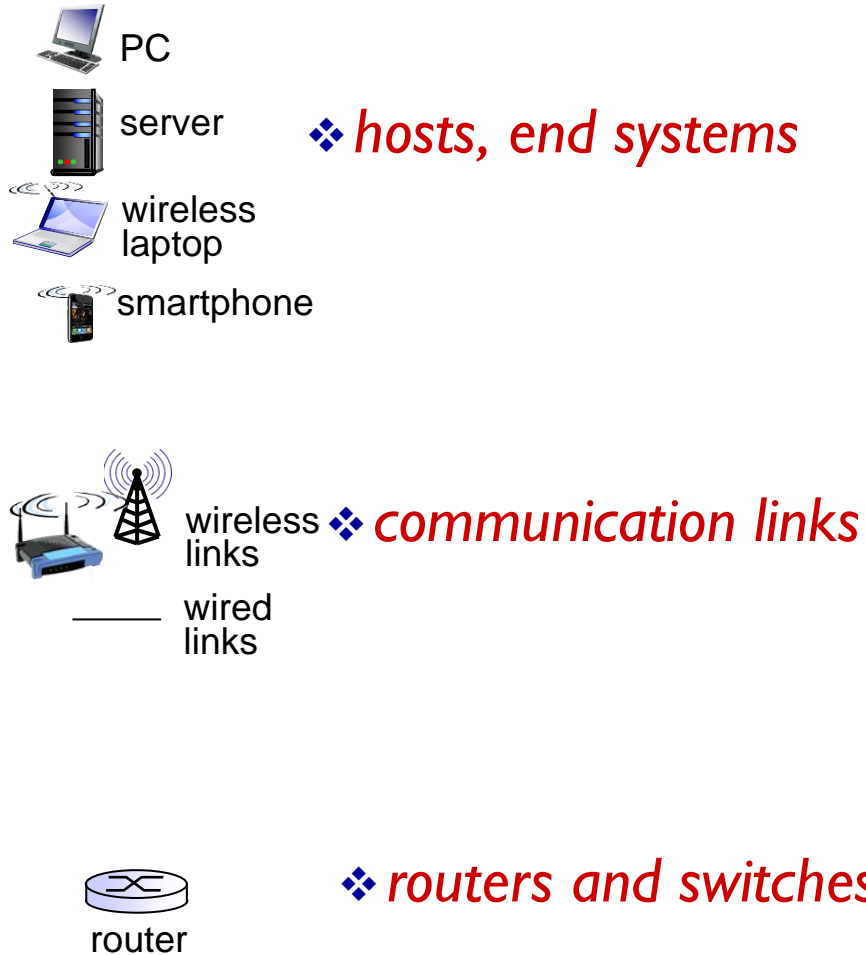 PC
server
❖ hosts, end systems
wireless
laptop
smartphone
wireless
links
❖ communication links
wired
links
❖ routers and switches
router